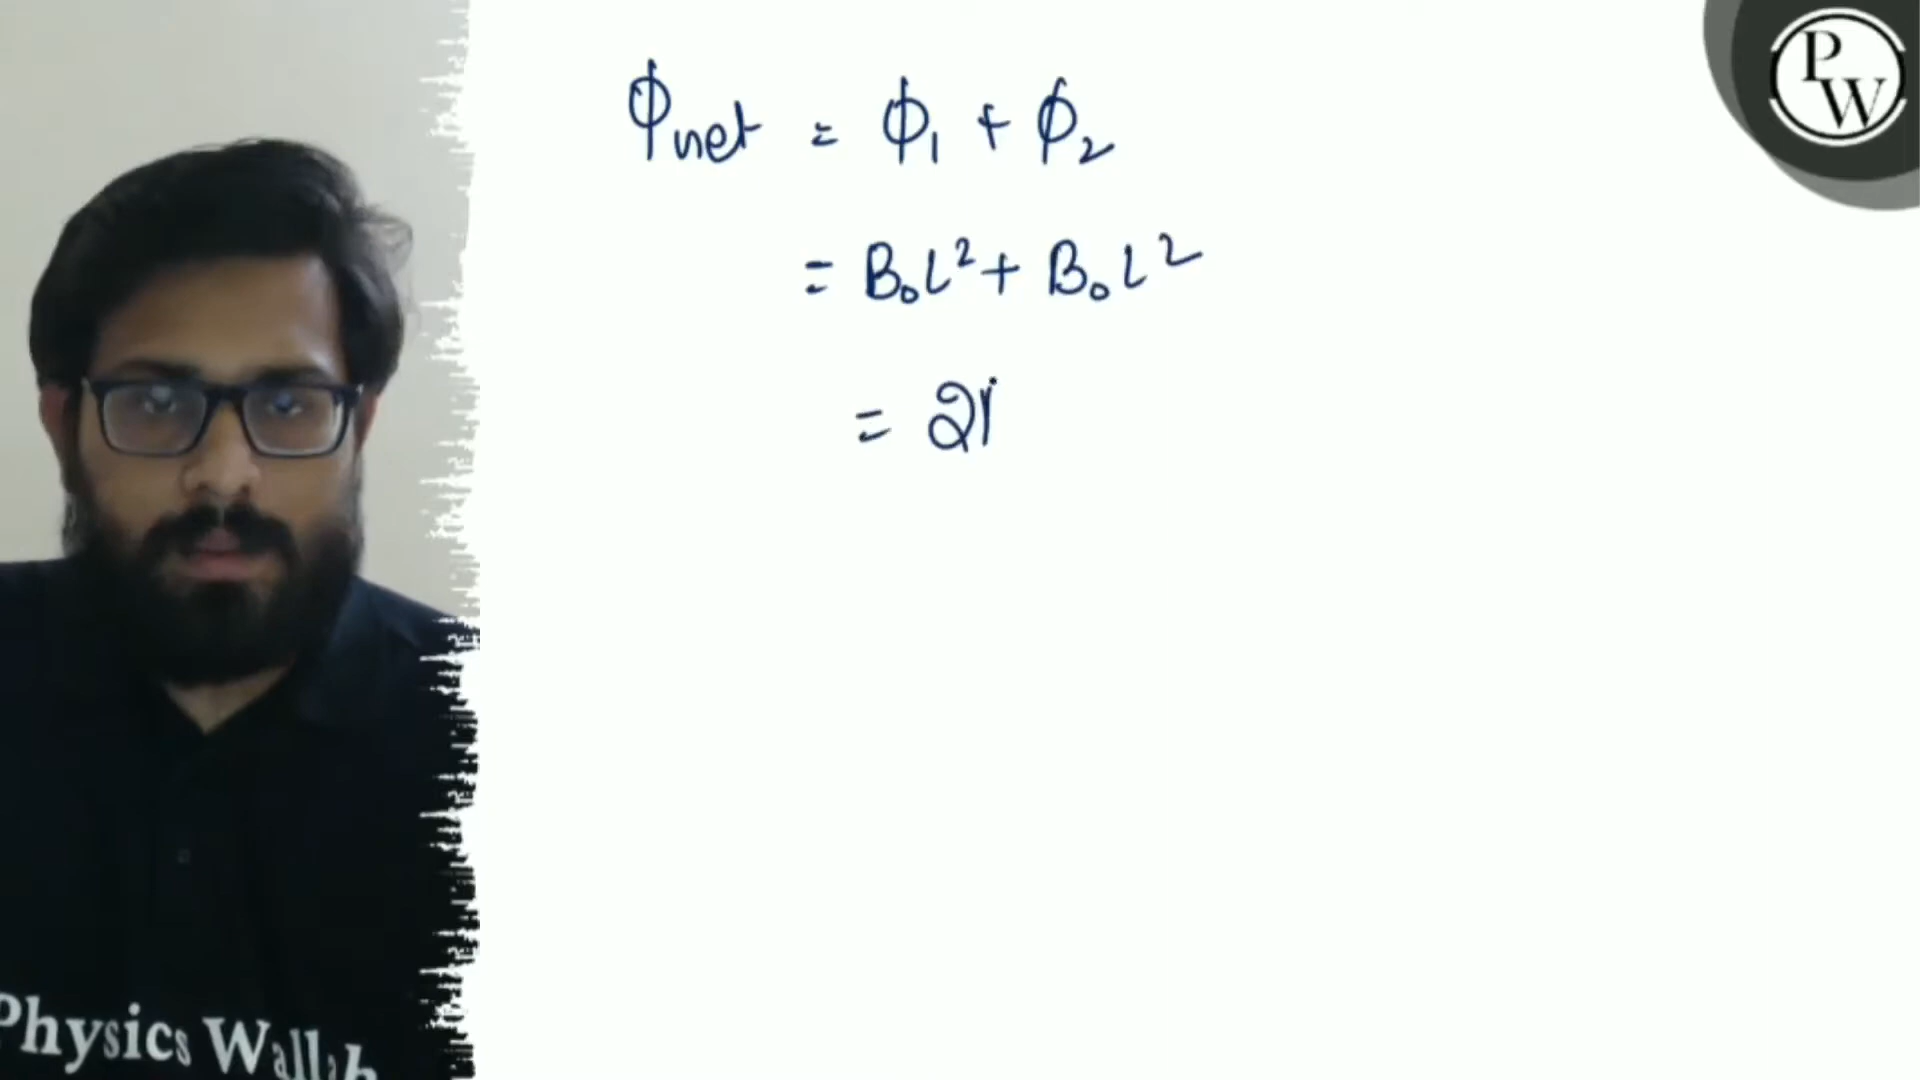 Φnet = Φ₁ + Φ₂
= B₀L² + B₀L²
= 2
PW
Physics Wallah